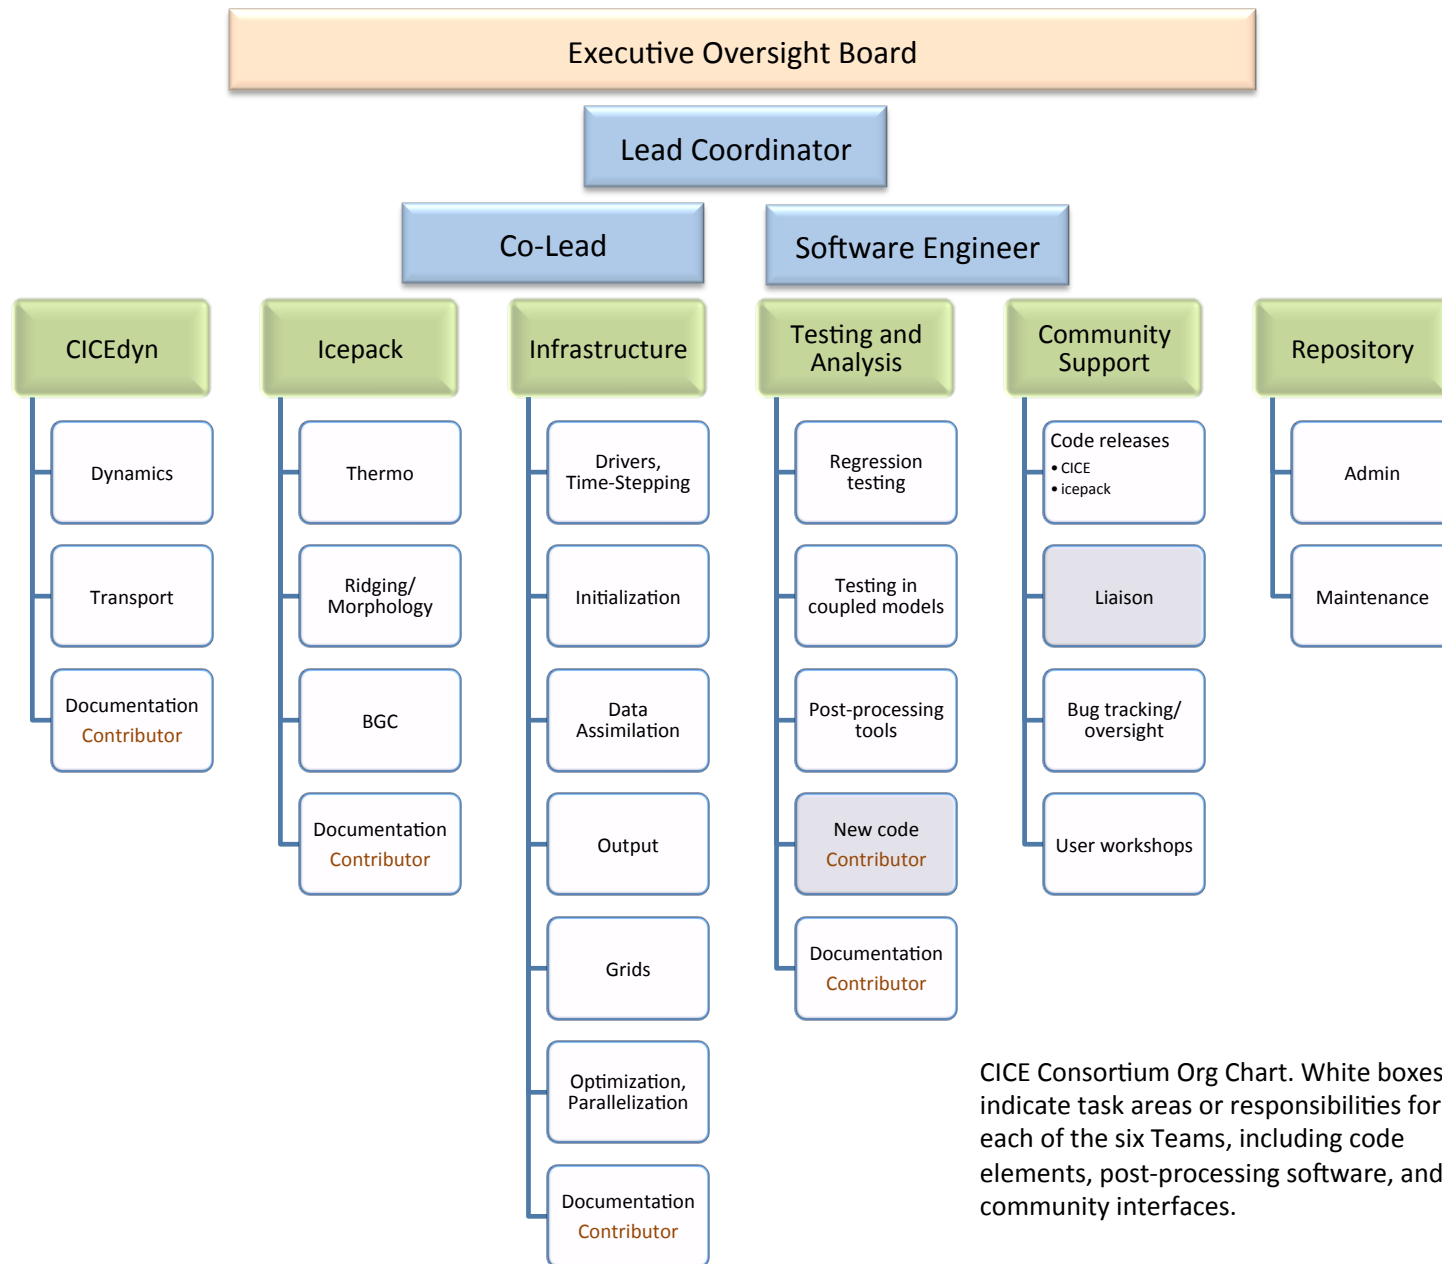 Executive Oversight Board
Lead Coordinator
Co-Lead
Software Engineer
CICEdyn
Dynamics
Transport
Documentation
Contributor
Icepack
Thermo
Ridging/
Morphology
BGC
Documentation
Contributor
Infrastructure
Drivers,
Time-Stepping
Initialization
Data
Assimilation
Output
Grids
Optimization,
Parallelization
Documentation
Contributor
Testing and
Analysis
Regression
testing
Testing in
coupled models
Post-processing
tools
New code
Contributor
Documentation
Contributor
Community
Support
Code releases
• CICE
• icepack
Liaison
Bug tracking/
oversight
User workshops
Repository
Admin
Maintenance
CICE Consortium Org Chart. White boxes
indicate task areas or responsibilities for
each of the six Teams, including code
elements, post-processing software, and
community interfaces.